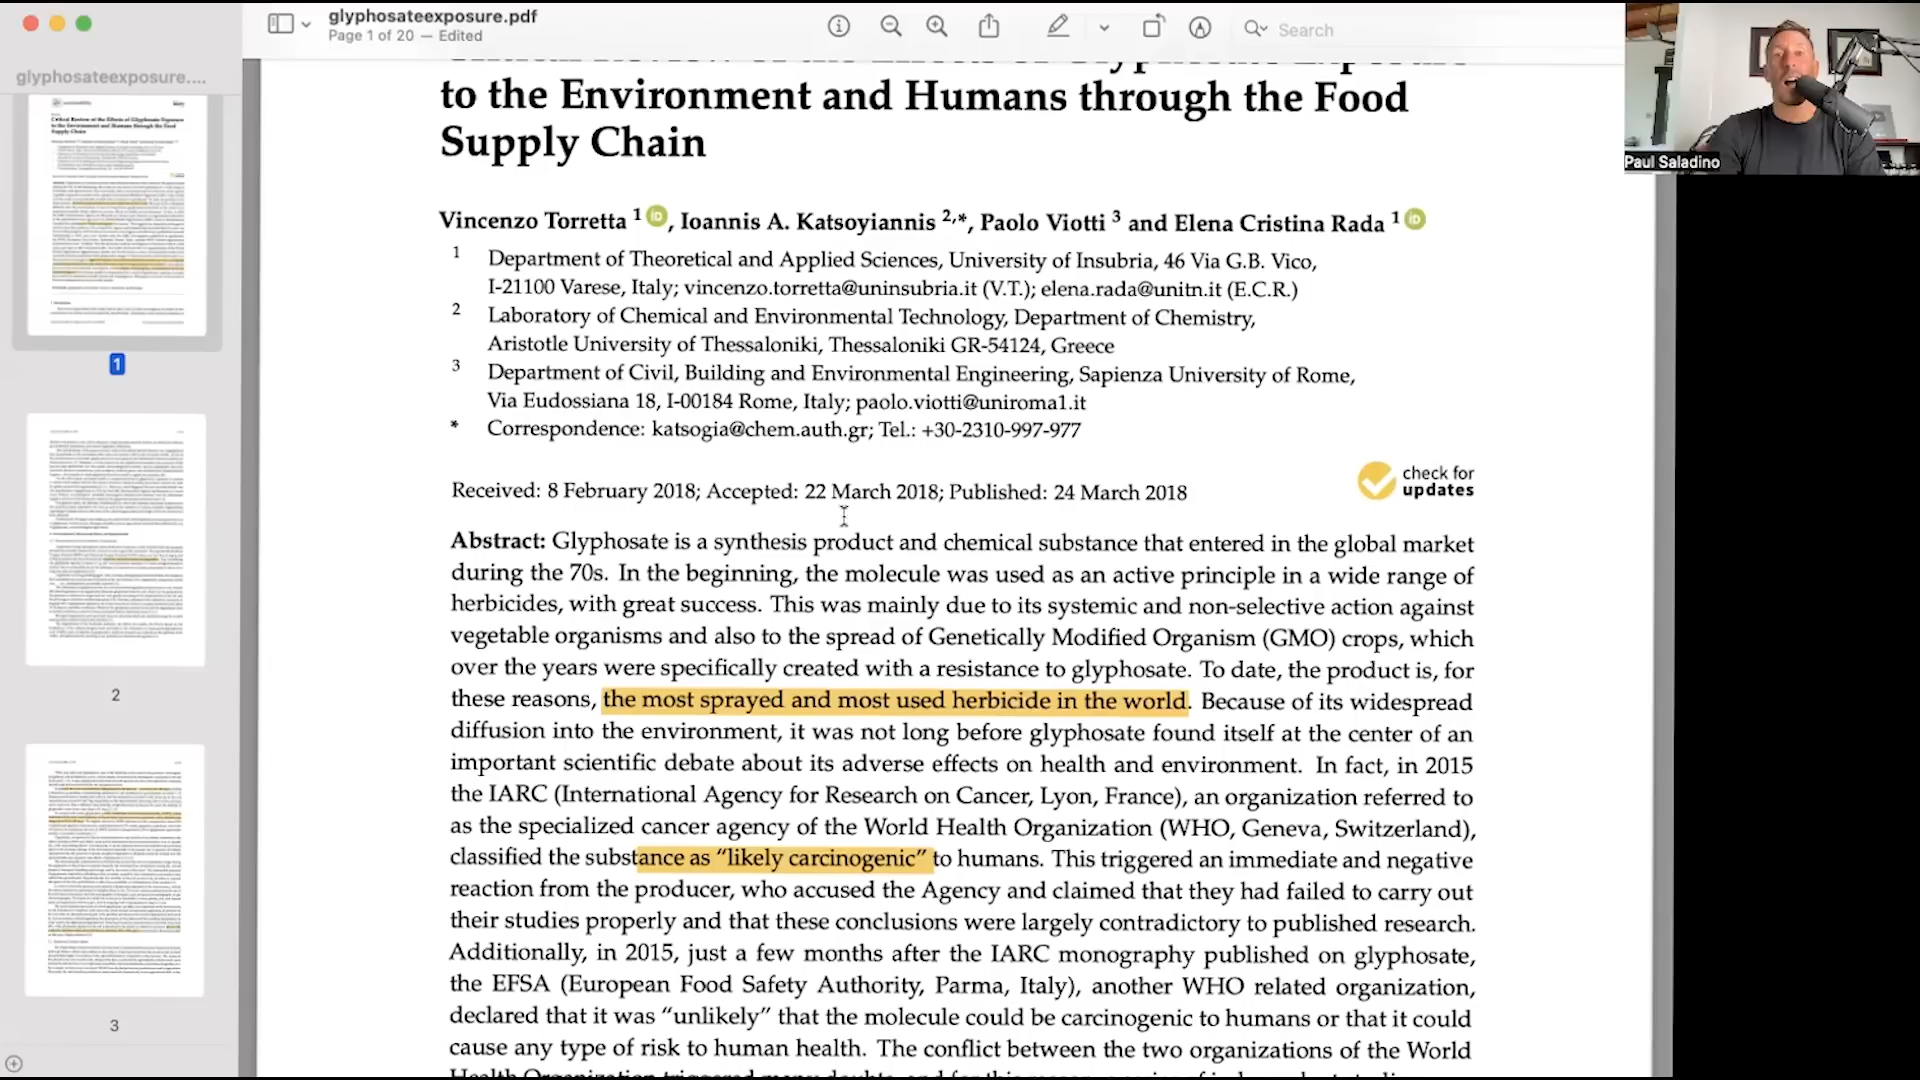 glyphosateexposure.pdf
Page 1 of 20 — Edited
Search
glyphosateexposure....
1
2
3
Paul Saladino
to the Environment and Humans through the Food
Supply Chain
Vincenzo Torretta 1 iD, Ioannis A. Katsoyiannis 2,*, Paolo Viotti 3 and Elena Cristina Rada 1 iD
1 Department of Theoretical and Applied Sciences, University of Insubria, 46 Via G.B. Vico,
I-21100 Varese, Italy; vincenzo.torretta@uninsubria.it (V.T.); elena.rada@unitn.it (E.C.R.)
2 Laboratory of Chemical and Environmental Technology, Department of Chemistry,
Aristotle University of Thessaloniki, Thessaloniki GR-54124, Greece
3 Department of Civil, Building and Environmental Engineering, Sapienza University of Rome,
Via Eudossiana 18, I-00184 Rome, Italy; paolo.viotti@uniroma1.it
* Correspondence: katsogia@chem.auth.gr; Tel.: +30-2310-997-977
check for
updates
Received: 8 February 2018; Accepted: 22 March 2018; Published: 24 March 2018
Abstract: Glyphosate is a synthesis product and chemical substance that entered in the global market
during the 70s. In the beginning, the molecule was used as an active principle in a wide range of
herbicides, with great success. This was mainly due to its systemic and non-selective action against
vegetable organisms and also to the spread of Genetically Modified Organism (GMO) crops, which
over the years were specifically created with a resistance to glyphosate. To date, the product is, for
these reasons, the most sprayed and most used herbicide in the world. Because of its widespread
diffusion into the environment, it was not long before glyphosate found itself at the center of an
important scientific debate about its adverse effects on health and environment. In fact, in 2015
the IARC (International Agency for Research on Cancer, Lyon, France), an organization referred to
as the specialized cancer agency of the World Health Organization (WHO, Geneva, Switzerland),
classified the substance as “likely carcinogenic” to humans. This triggered an immediate and negative
reaction from the producer, who accused the Agency and claimed that they had failed to carry out
their studies properly and that these conclusions were largely contradictory to published research.
Additionally, in 2015, just a few months after the IARC monography published on glyphosate,
the EFSA (European Food Safety Authority, Parma, Italy), another WHO related organization,
declared that it was “unlikely” that the molecule could be carcinogenic to humans or that it could
cause any type of risk to human health. The conflict between the two organizations of the World